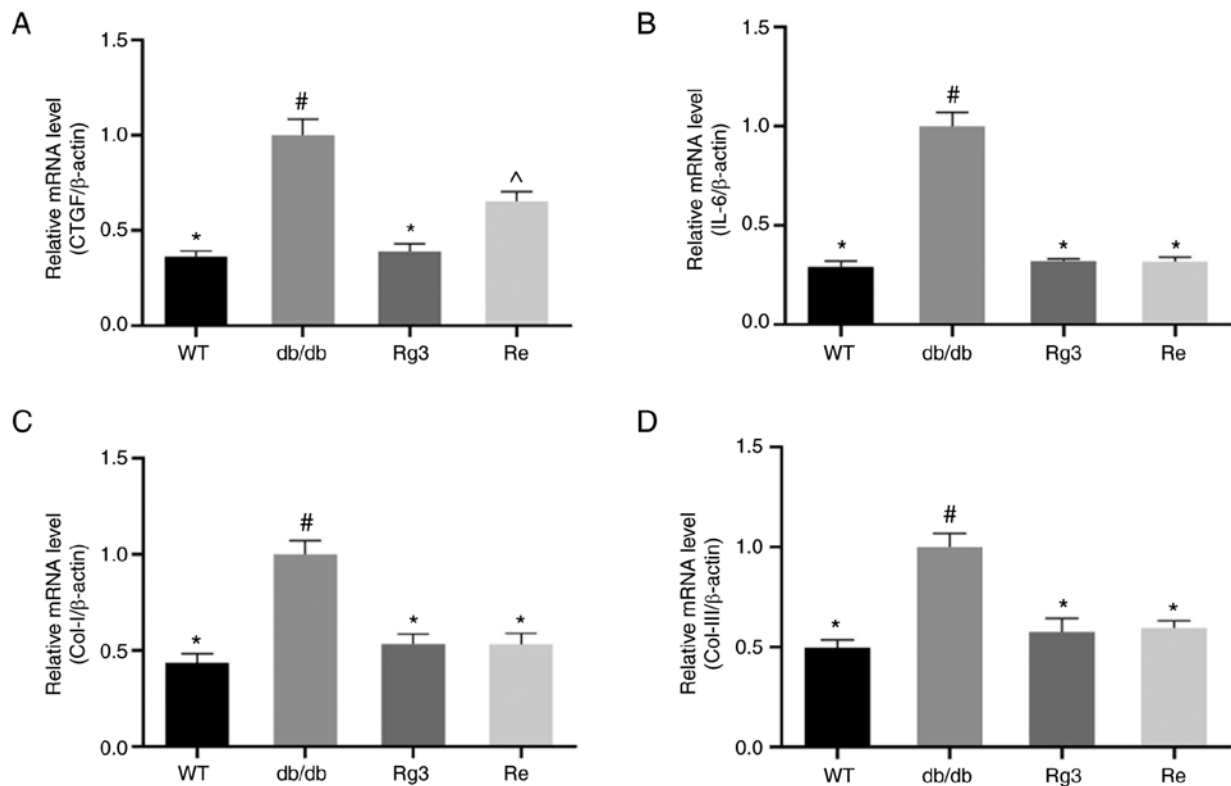 A
Relative mRNA level
(CTGF/β-actin)
1.5
1.0
0.5
0.0
*
#
*
^
WT
db/db
Rg3
Re
B
Relative mRNA level
(IL-6/β-actin)
1.5
1.0
0.5
0.0
*
#
*
*
WT
db/db
Rg3
Re
C
Relative mRNA level
(Col-I/β-actin)
1.5
1.0
0.5
0.0
*
#
*
*
WT
db/db
Rg3
Re
D
Relative mRNA level
(Col-III/β-actin)
1.5
1.0
0.5
0.0
*
#
*
*
WT
db/db
Rg3
Re